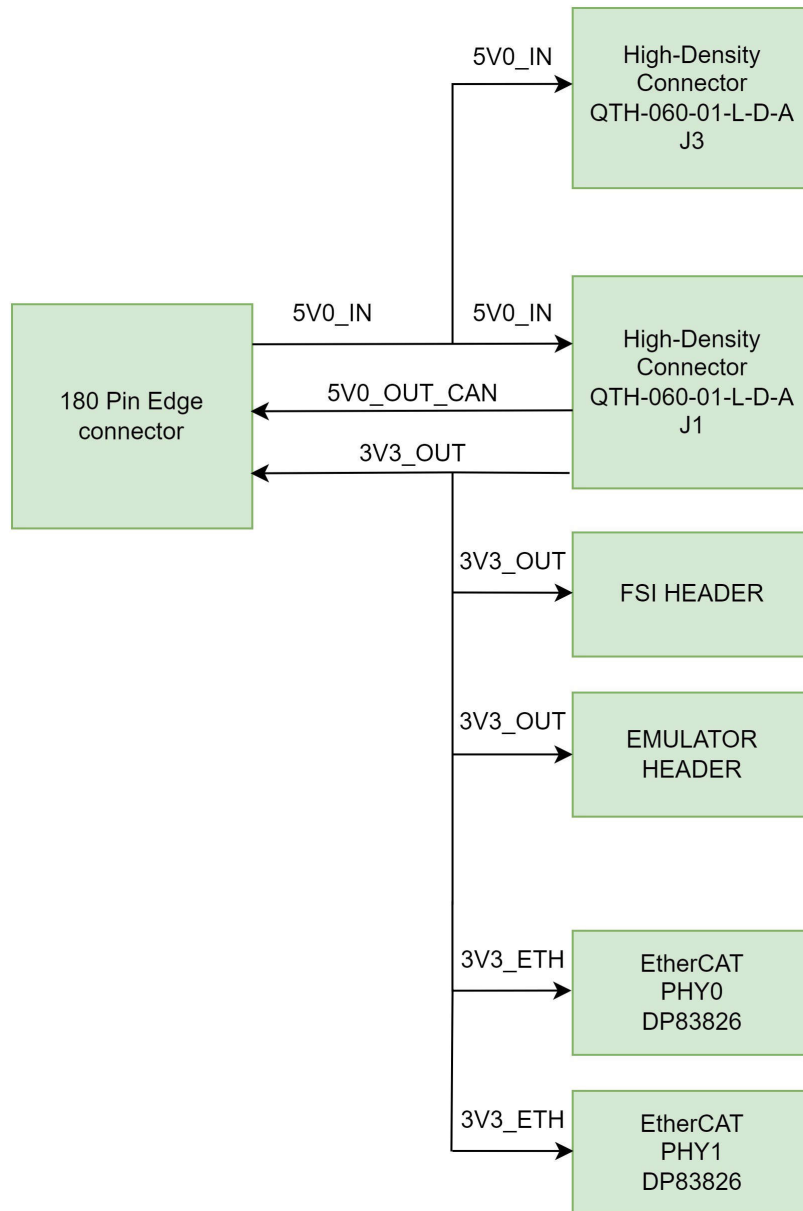 5V0_IN
High-Density
Connector
QTH-060-01-L-D-A
J3
5V0_IN
5V0_IN
180 Pin Edge
connector
High-Density
Connector
QTH-060-01-L-D-A
J1
5V0_OUT_CAN
3V3_OUT
3V3_OUT
FSI HEADER
3V3_OUT
EMULATOR
HEADER
3V3_ETH
EtherCAT
PHY0
DP83826
3V3_ETH
EtherCAT
PHY1
DP83826